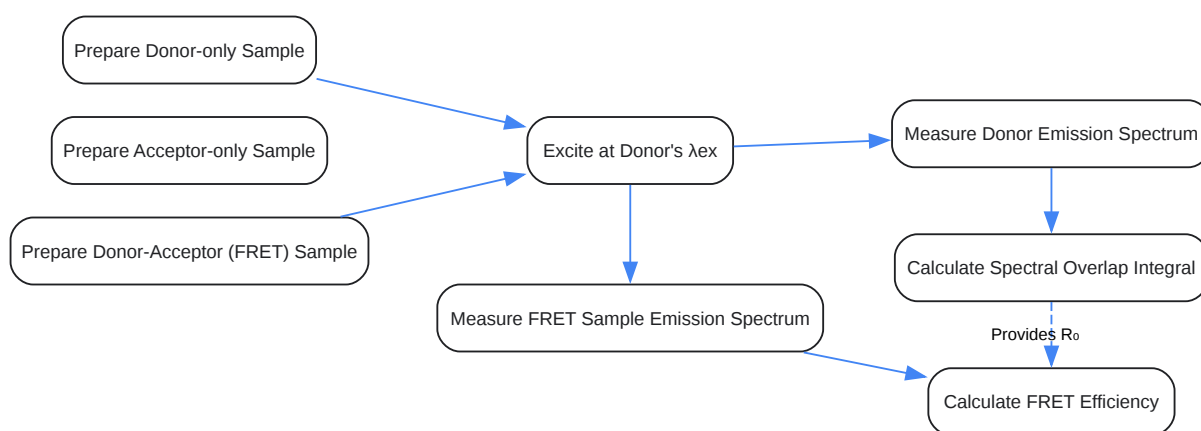 Prepare Donor-only Sample
Prepare Acceptor-only Sample
Prepare Donor-Acceptor (FRET) Sample
Excite at Donor's λex
Measure FRET Sample Emission Spectrum
Measure Donor Emission Spectrum
Calculate Spectral Overlap Integral
Provides R₀
Calculate FRET Efficiency